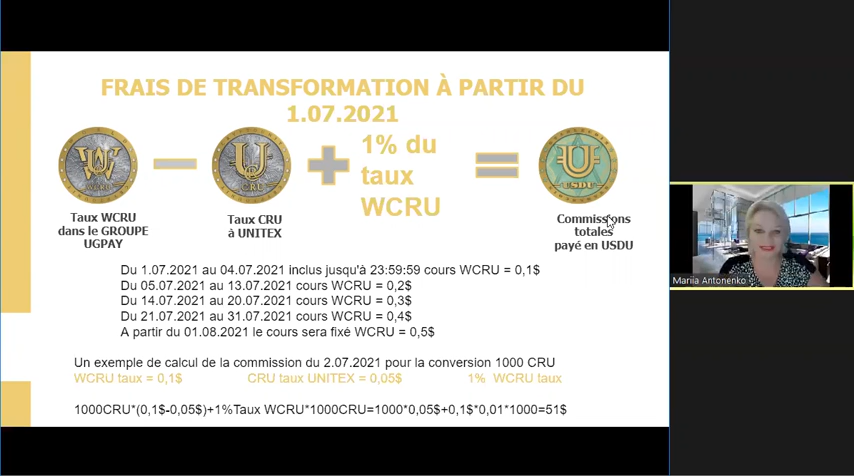 FRAIS DE TRANSFORMATION À PARTIR DU
1.07.2021
1% du
taux
WCRU
WCRU
CRU
USDU
Taux WCRU
dans le GROUPE
UGPAY
Taux CRU
à UNITEX
Commissions
totales
payé en USDU
Du 1.07.2021 au 04.07.2021 inclus jusqu'à 23:59:59 cours WCRU = 0,1$
Du 05.07.2021 au 13.07.2021 cours WCRU = 0,2$
Du 14.07.2021 au 20.07.2021 cours WCRU = 0,3$
Du 21.07.2021 au 31.07.2021 cours WCRU = 0,4$
A partir du 01.08.2021 le cours sera fixé WCRU = 0,5$
Un exemple de calcul de la commission du 2.07.2021 pour la conversion 1000 CRU
WCRU taux = 0,1$ CRU taux UNITEX = 0,05$ 1% WCRU taux
1000CRU*(0,1$-0,05$)+1%Taux WCRU*1000CRU=1000*0,05$+0,1$*0,01*1000=51$
Mariia Antonenko